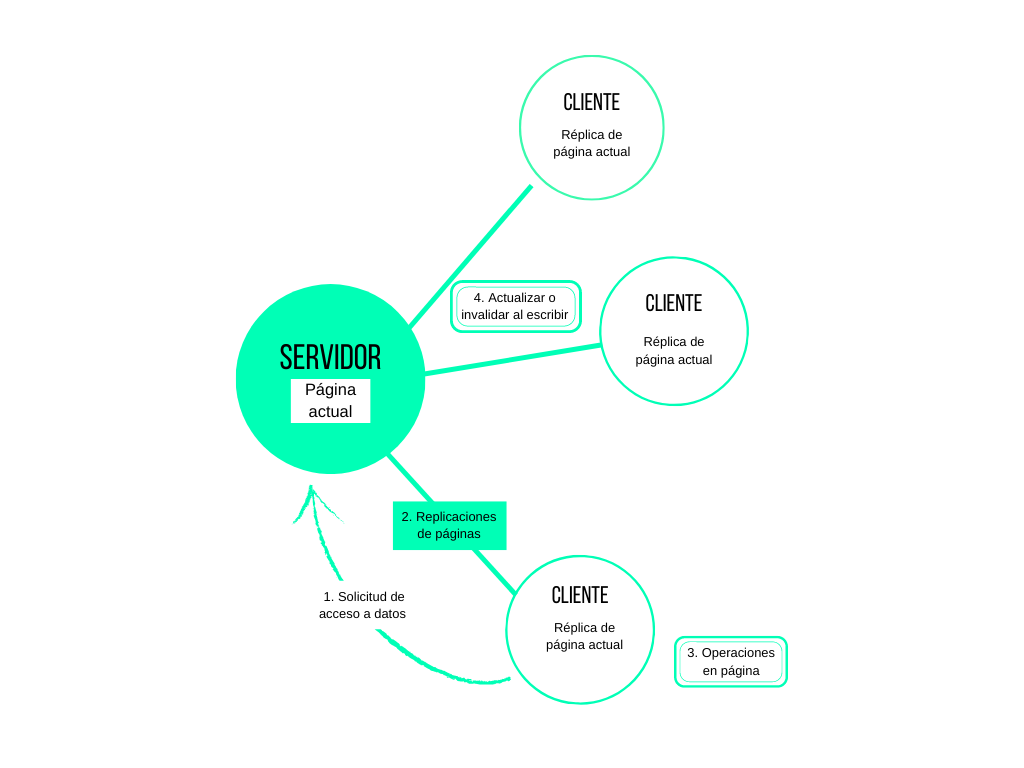 CLIENTE
Réplica de
página actual
4. Actualizar o
invalidar al escribir
CLIENTE
Réplica de
página actual
SERVIDOR
Página
actual
2. Replicaciones
de páginas
1. Solicitud de
acceso a datos
CLIENTE
Réplica de
página actual
3. Operaciones
en página